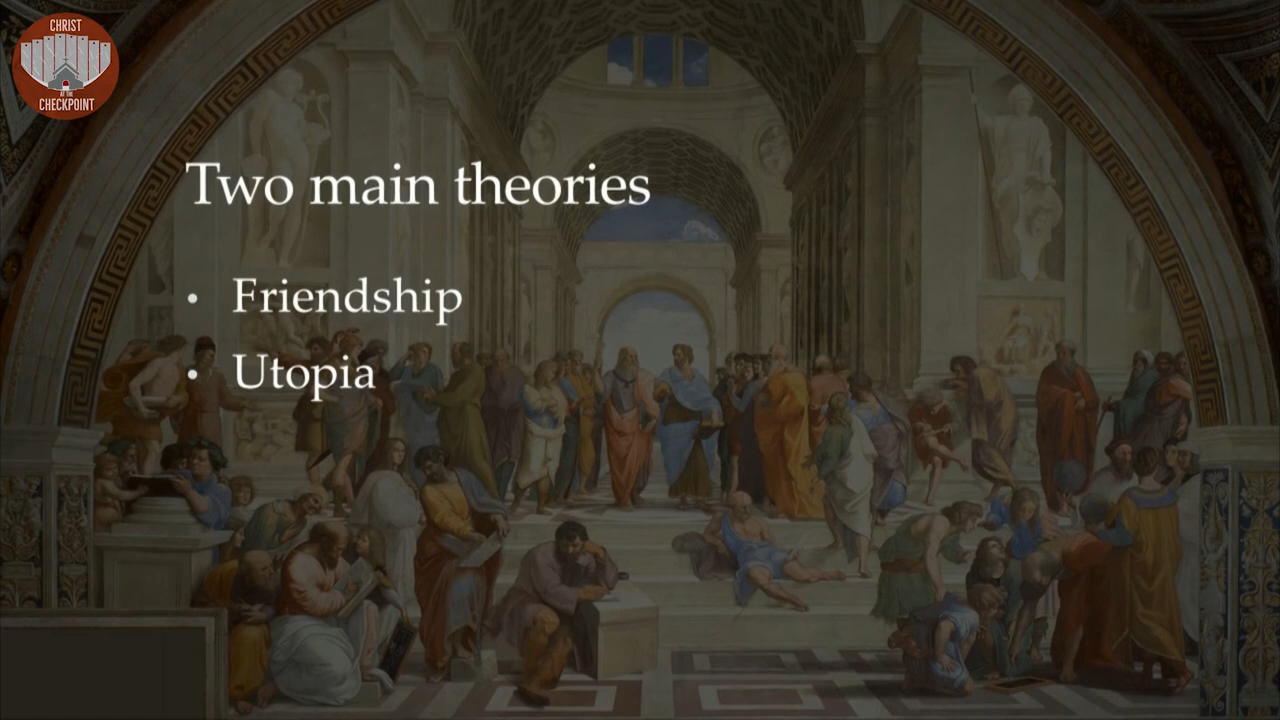 CHRIST
AT THE
CHECKPOINT
Two main theories
• Friendship
• Utopia